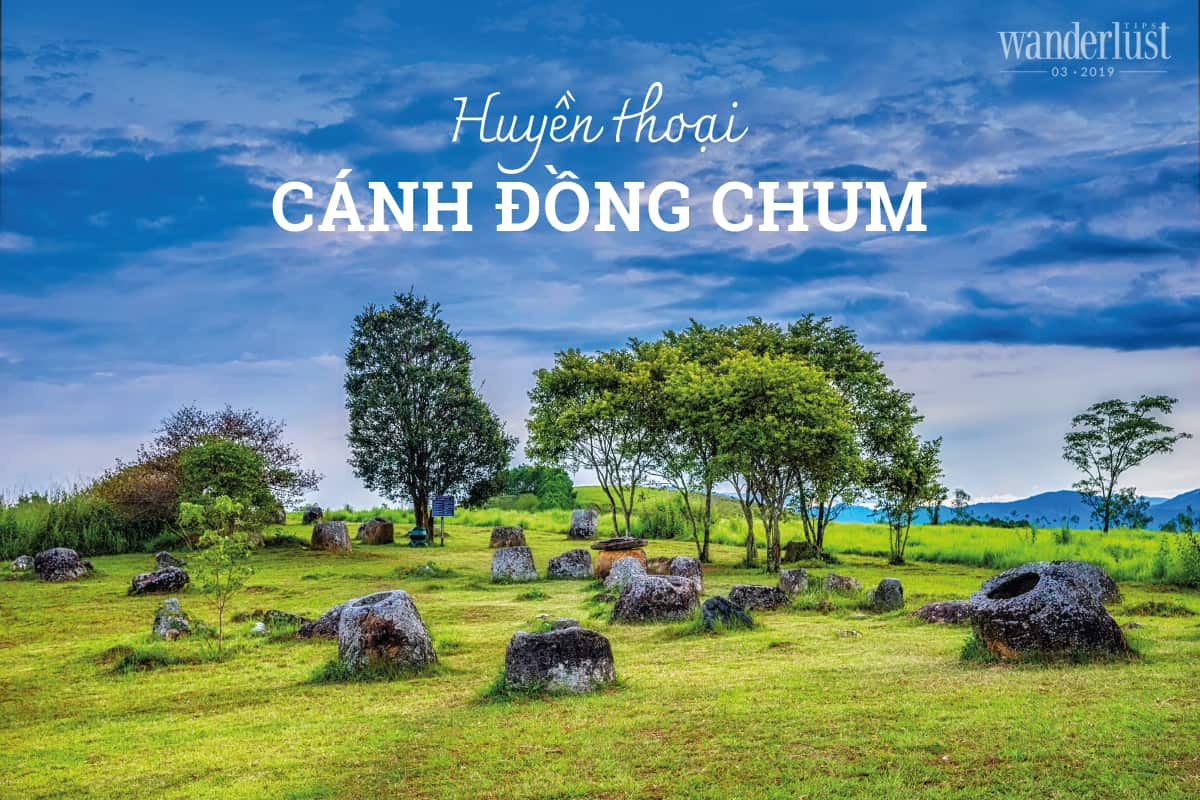 TIPS
wanderlust
03 · 2019
Huyền thoại
CÁNH ĐỒNG CHUM